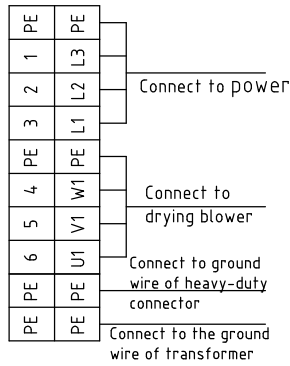 PE PE
1 L3
2 L2
3 L1
Connect to power
PE PE
4 W1
5 V1
6 U1
Connect to
drying blower
PE PE
Connect to ground
wire of heavy-duty
connector
PE PE
Connect to the ground
wire of transformer